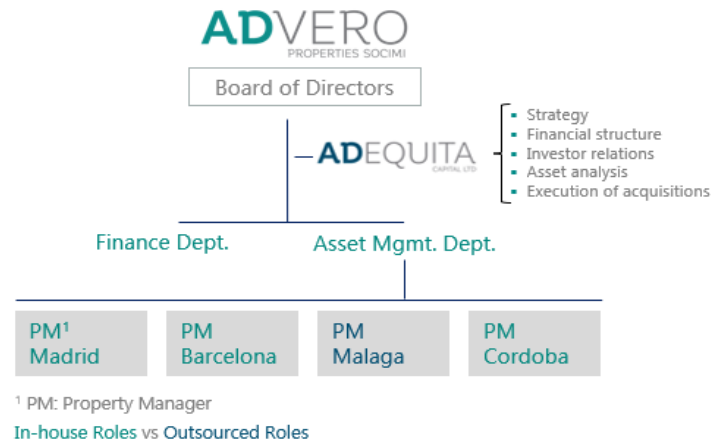 ADVERO
PROPERTIES SOCIMI
Board of Directors
ADEQUITA
CAPITAL LTD
▪ Strategy
▪ Financial structure
▪ Investor relations
▪ Asset analysis
▪ Execution of acquisitions
Finance Dept.
Asset Mgmt. Dept.
PM¹
Madrid
PM
Barcelona
PM
Malaga
PM
Cordoba
¹ PM: Property Manager
In-house Roles vs Outsourced Roles